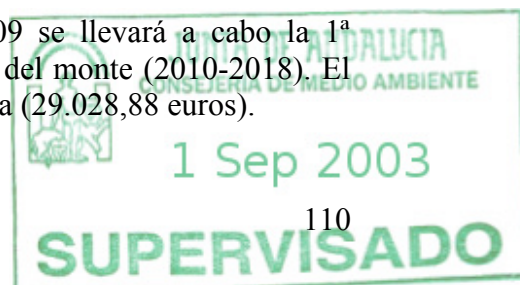 09 se llevará a cabo la 1ª
JUNTA DE ANDALUCIA
del monte (2010-2018). El
CONSEJERIA DE MEDIO AMBIENTE
a (29.028,88 euros).
1 Sep 2003
110
SUPERVISADO